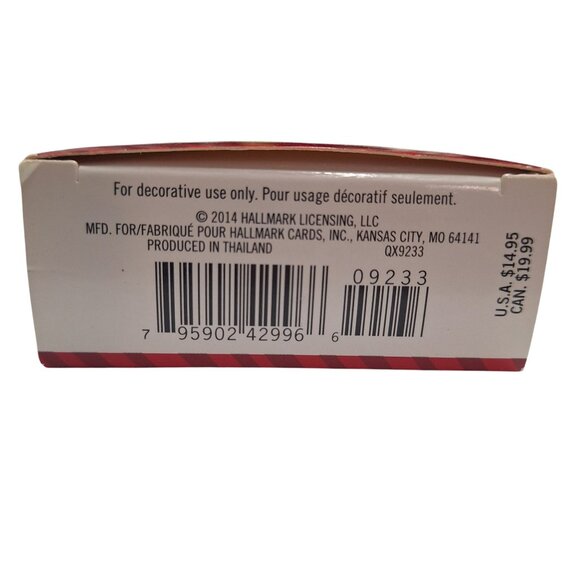 For decorative use only. Pour usage décoratif seulement.
© 2014 HALLMARK LICENSING, LLC
MFD. FOR/FABRIQUÉ POUR HALLMARK CARDS, INC., KANSAS CITY, MO 64141
PRODUCED IN THAILAND QX9233
09233
7 95902 42996 6
U.S.A. $14.95
CAN. $19.99